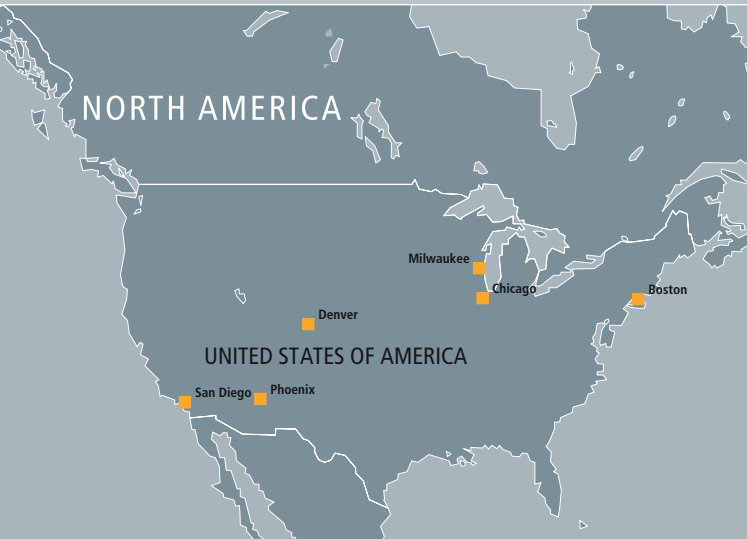 NORTH AMERICA
Milwaukee
Chicago
Boston
Denver
UNITED STATES OF AMERICA
San Diego
Phoenix